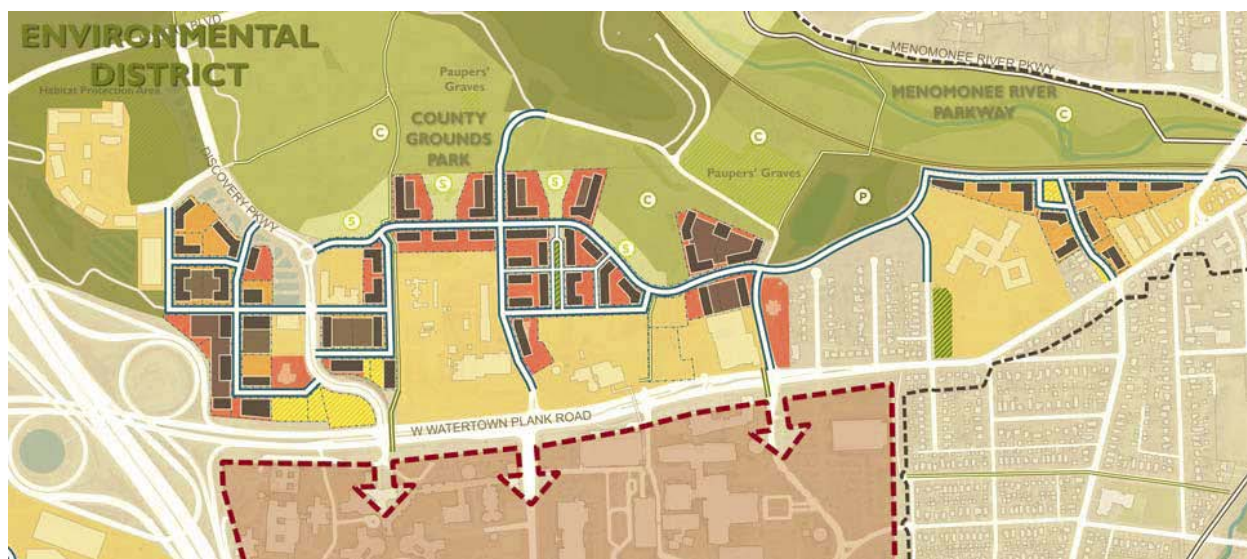 BLVD
ENVIRONMENTAL
DISTRICT
Habitat Protection Area
Paupers'
Graves
COUNTY
GROUNDS
PARK
C
S
S
S
S
C
DISCOVERY PKWY
MENOMONEE RIVER PKWY
MENOMONEE RIVER
PARKWAY
C
C
Paupers' Graves
P
W WATERTOWN PLANK ROAD